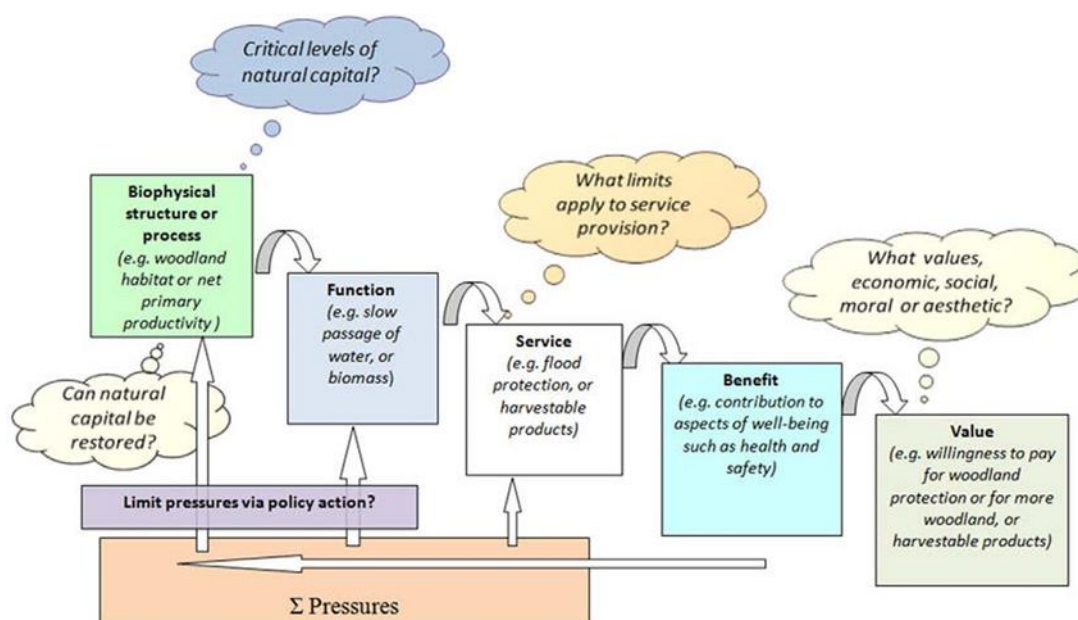 Critical levels of
natural capital?
Biophysical
structure or
process
(e.g. woodland
habitat or net
primary
productivity )
Function
(e.g. slow
passage of
water, or
biomass)
What limits
apply to service
provision?
Service
(e.g. flood
protection, or
harvestable
products)
What values,
economic, social,
moral or aesthetic?
Benefit
(e.g. contribution to
aspects of well-being
such as health and
safety)
Value
(e.g. willingness to pay
for woodland
protection or for more
woodland, or
harvestable products)
Can natural
capital be
restored?
Limit pressures via policy action?
Σ Pressures